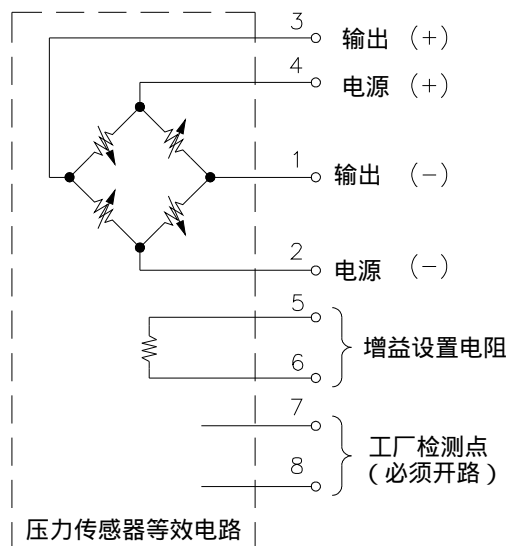 3 输出 (+)
4 电源 (+)
1 输出 (-)
2 电源 (-)
5
增益设置电阻
6
7
工厂检测点
(必须开路)
8
压力传感器等效电路